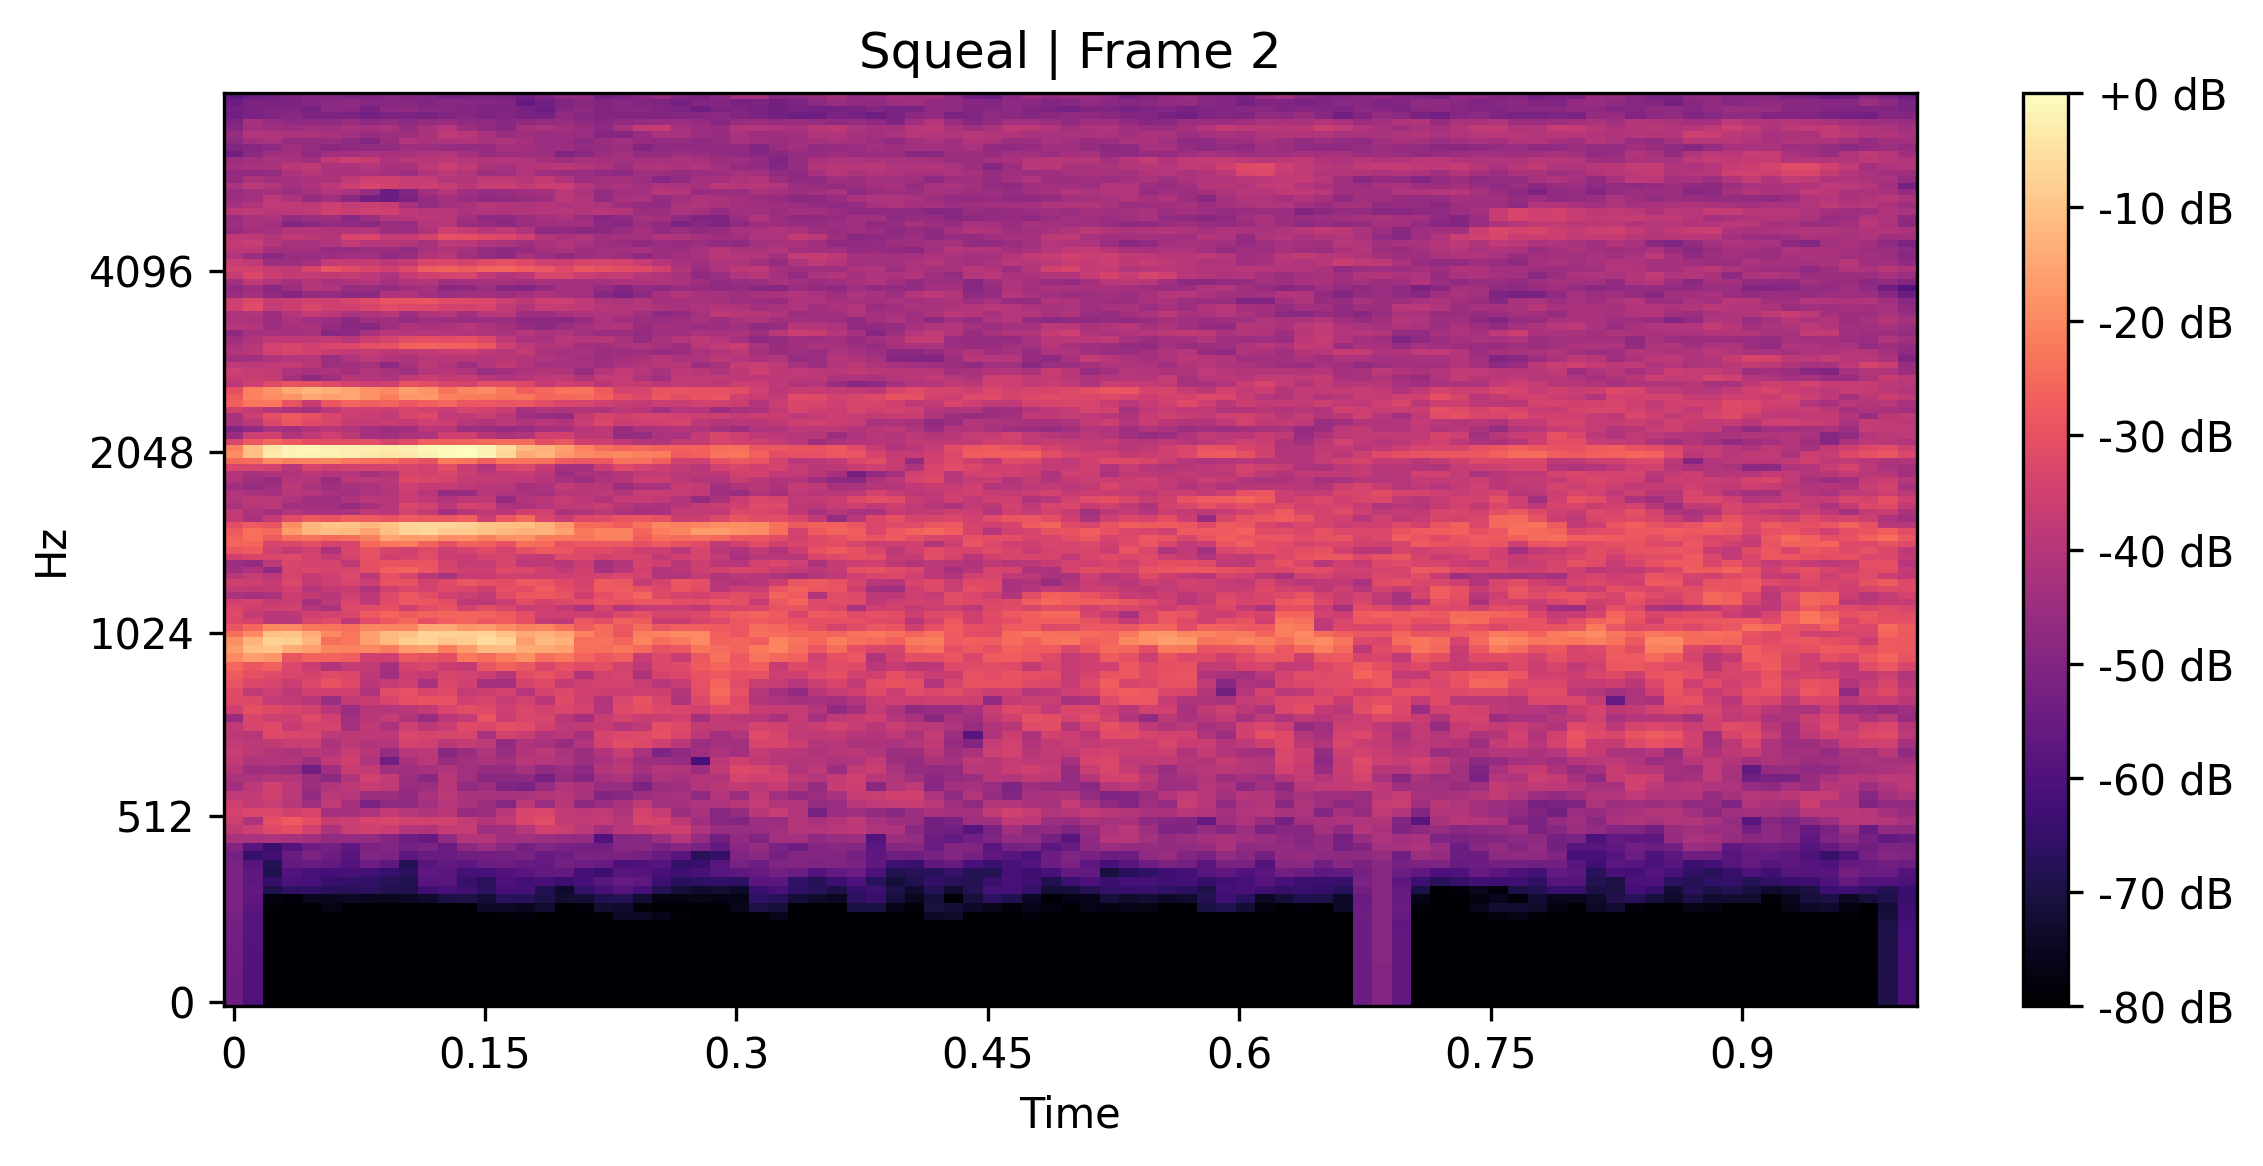 Squeal | Frame 2
+0 dB
-10 dB
-20 dB
-30 dB
-40 dB
-50 dB
-60 dB
-70 dB
-80 dB
Hz
4096
2048
1024
512
0
0 0.15 0.3 0.45 0.6 0.75 0.9
Time